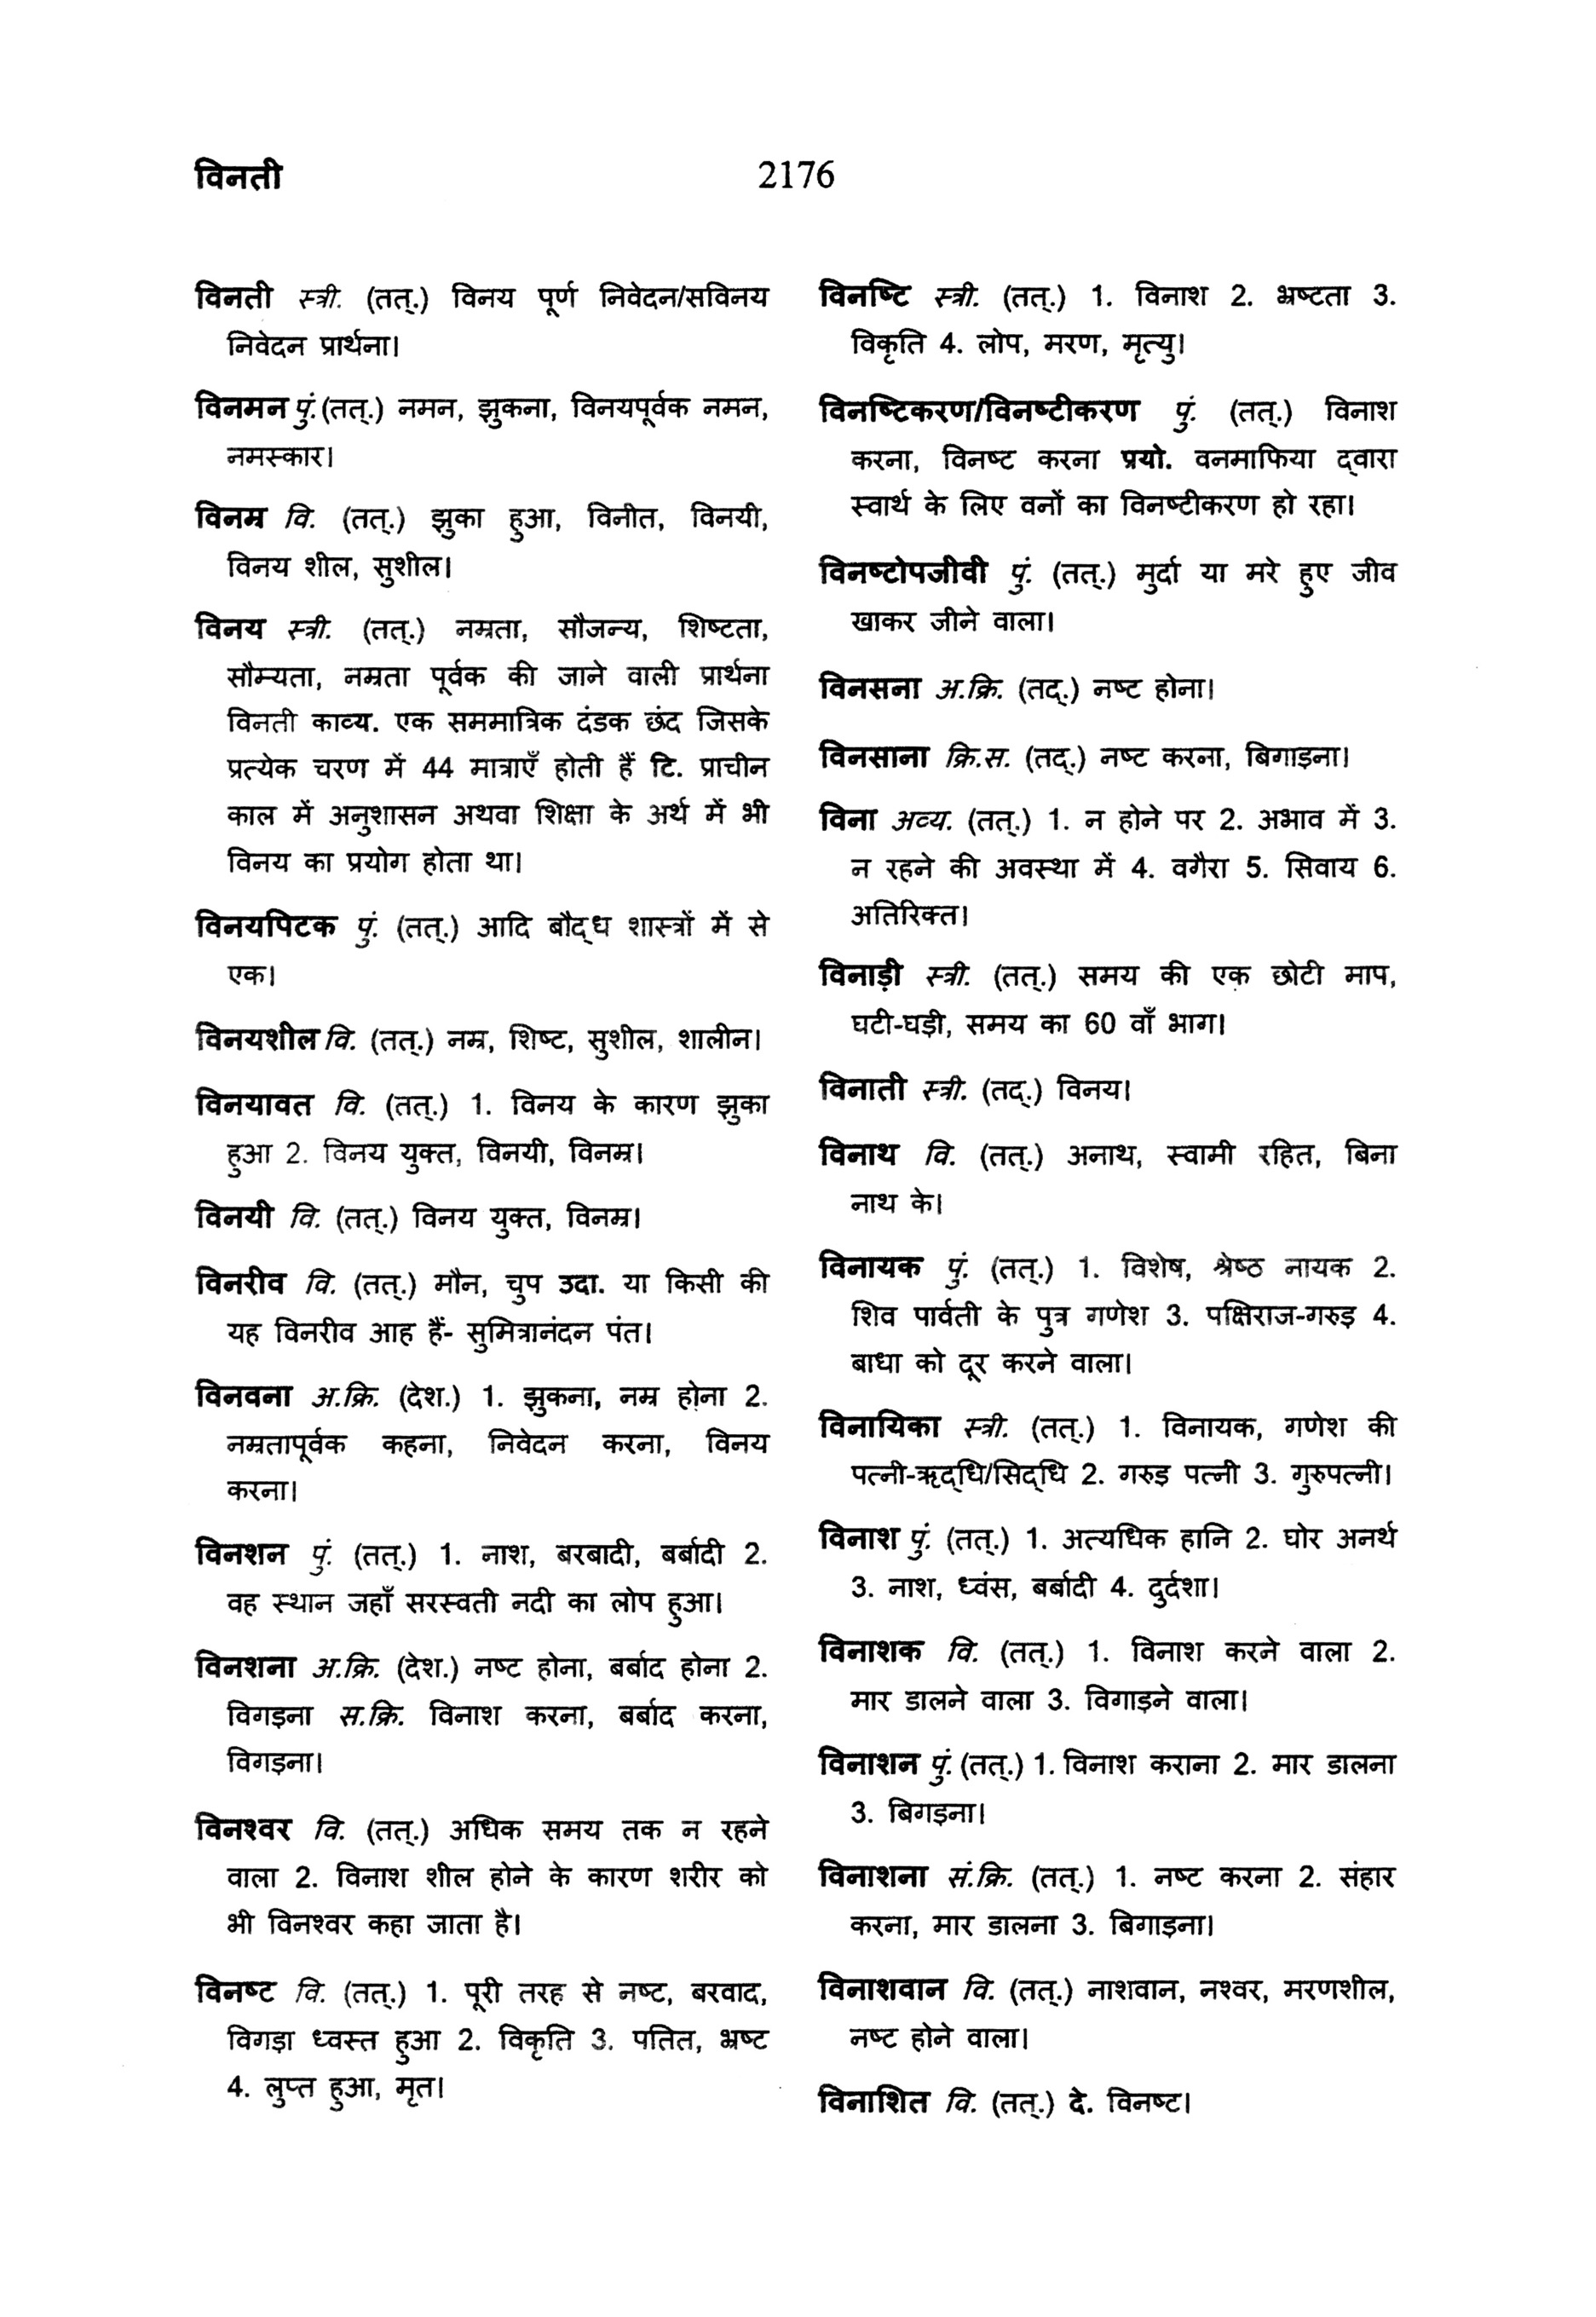 विनती
2176
विनती स्त्री. (तत्.) विनय पूर्ण निवेदन/सविनय
निवेदन प्रार्थना।
विनमन पुं.(तत्.) नमन, झुकना, विनयपूर्वक नमन,
नमस्कार।
विनम्र वि. (तत्.) झुका हुआ, विनीत, विनयी,
विनय शील, सुशील।
विनय स्त्री. (तत्.) नम्रता, सौजन्य, शिष्टता,
सौम्यता, नम्रता पूर्वक की जाने वाली प्रार्थना
विनती काव्य. एक सममात्रिक दंडक छंद जिसके
प्रत्येक चरण में 44 मात्राएँ होती हैं टि. प्राचीन
काल में अनुशासन अथवा शिक्षा के अर्थ में भी
विनय का प्रयोग होता था।
विनयपिटक पुं. (तत्.) आदि बौद्ध शास्त्रों में से
एक।
विनयशील वि. (तत्.) नम्र, शिष्ट, सुशील, शालीन।
विनयावत वि. (तत्.) 1. विनय के कारण झुका
हुआ 2. विनय युक्त, विनयी, विनम्र।
विनयी वि. (तत्.) विनय युक्त, विनम्र।
विनरीव वि. (तत्.) मौन, चुप उदा. या किसी की
यह विनरीव आह हैं- सुमित्रानंदन पंत।
विनवना अ.क्रि. (देश.) 1. झुकना, नम्र होना 2.
नम्रतापूर्वक कहना, निवेदन करना, विनय
करना।
विनशन पुं. (तत्.) 1. नाश, बरबादी, बर्बादी 2.
वह स्थान जहाँ सरस्वती नदी का लोप हुआ।
विनशना अ.क्रि. (देश.) नष्ट होना, बर्बाद होना 2.
विगड़ना स.क्रि. विनाश करना, बर्बाद करना,
विगड़ना।
विनश्वर वि. (तत्.) अधिक समय तक न रहने
वाला 2. विनाश शील होने के कारण शरीर को
भी विनश्वर कहा जाता है।
विनष्ट वि. (तत्.) 1. पूरी तरह से नष्ट, बरवाद,
विगड़ा ध्वस्त हुआ 2. विकृति 3. पतित, भ्रष्ट
4. लुप्त हुआ, मृत।
विनष्टि स्त्री. (तत्.) 1. विनाश 2. भ्रष्टता 3.
विकृति 4. लोप, मरण, मृत्यु।
विनष्टिकरण/विनष्टीकरण पुं. (तत्.) विनाश
करना, विनष्ट करना प्रयो. वनमाफिया द्वारा
स्वार्थ के लिए वनों का विनष्टीकरण हो रहा।
विनष्टोपजीवी पुं. (तत्.) मुर्दा या मरे हुए जीव
खाकर जीने वाला।
विनसना अ.क्रि. (तद्.) नष्ट होना।
विनसाना क्रि.स. (तद्.) नष्ट करना, बिगाड़ना।
विना अव्य. (तत्.) 1. न होने पर 2. अभाव में 3.
न रहने की अवस्था में 4. वगैरा 5. सिवाय 6.
अतिरिक्त।
विनाड़ी स्त्री. (तत्.) समय की एक छोटी माप,
घटी-घड़ी, समय का 60 वाँ भाग।
विनाती स्त्री. (तद्.) विनय।
विनाथ वि. (तत्.) अनाथ, स्वामी रहित, बिना
नाथ के।
विनायक पुं. (तत्.) 1. विशेष, श्रेष्ठ नायक 2.
शिव पार्वती के पुत्र गणेश 3. पक्षिराज-गरुड़ 4.
बाधा को दूर करने वाला।
विनायिका स्त्री. (तत्.) 1. विनायक, गणेश की
पत्नी-ऋद्धि/सिद्धि 2. गरुड़ पत्नी 3. गुरुपत्नी।
विनाश पुं. (तत्.) 1. अत्यधिक हानि 2. घोर अनर्थ
3. नाश, ध्वंस, बर्बादी 4. दुर्दशा।
विनाशक वि. (तत्.) 1. विनाश करने वाला 2.
मार डालने वाला 3. विगाड़ने वाला।
विनाशन पुं. (तत्.) 1. विनाश कराना 2. मार डालना
3. बिगड़ना।
विनाशना सं.क्रि. (तत्.) 1. नष्ट करना 2. संहार
करना, मार डालना 3. बिगाड़ना।
विनाशवान वि. (तत्.) नाशवान, नश्वर, मरणशील,
नष्ट होने वाला।
विनाशित वि. (तत्.) दे. विनष्ट।